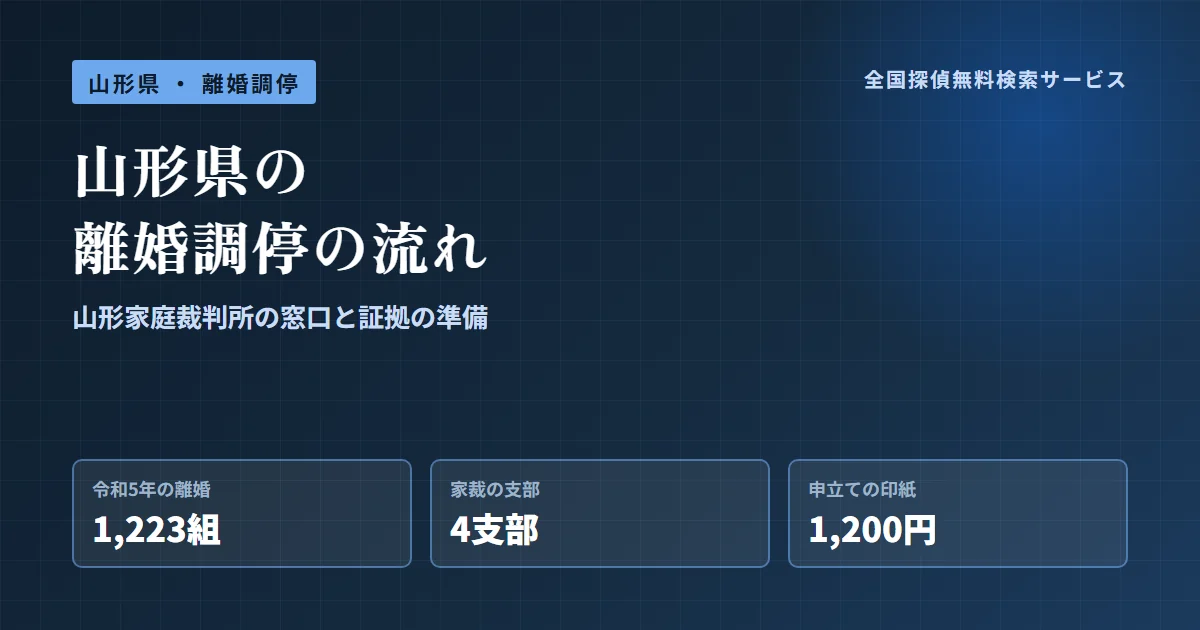 山形県 ・ 離婚調停
全国探偵無料検索サービス
山形県の
離婚調停の流れ
山形家庭裁判所の窓口と証拠の準備
令和5年の離婚
1,223組
家裁の支部
4支部
申立ての印紙
1,200円